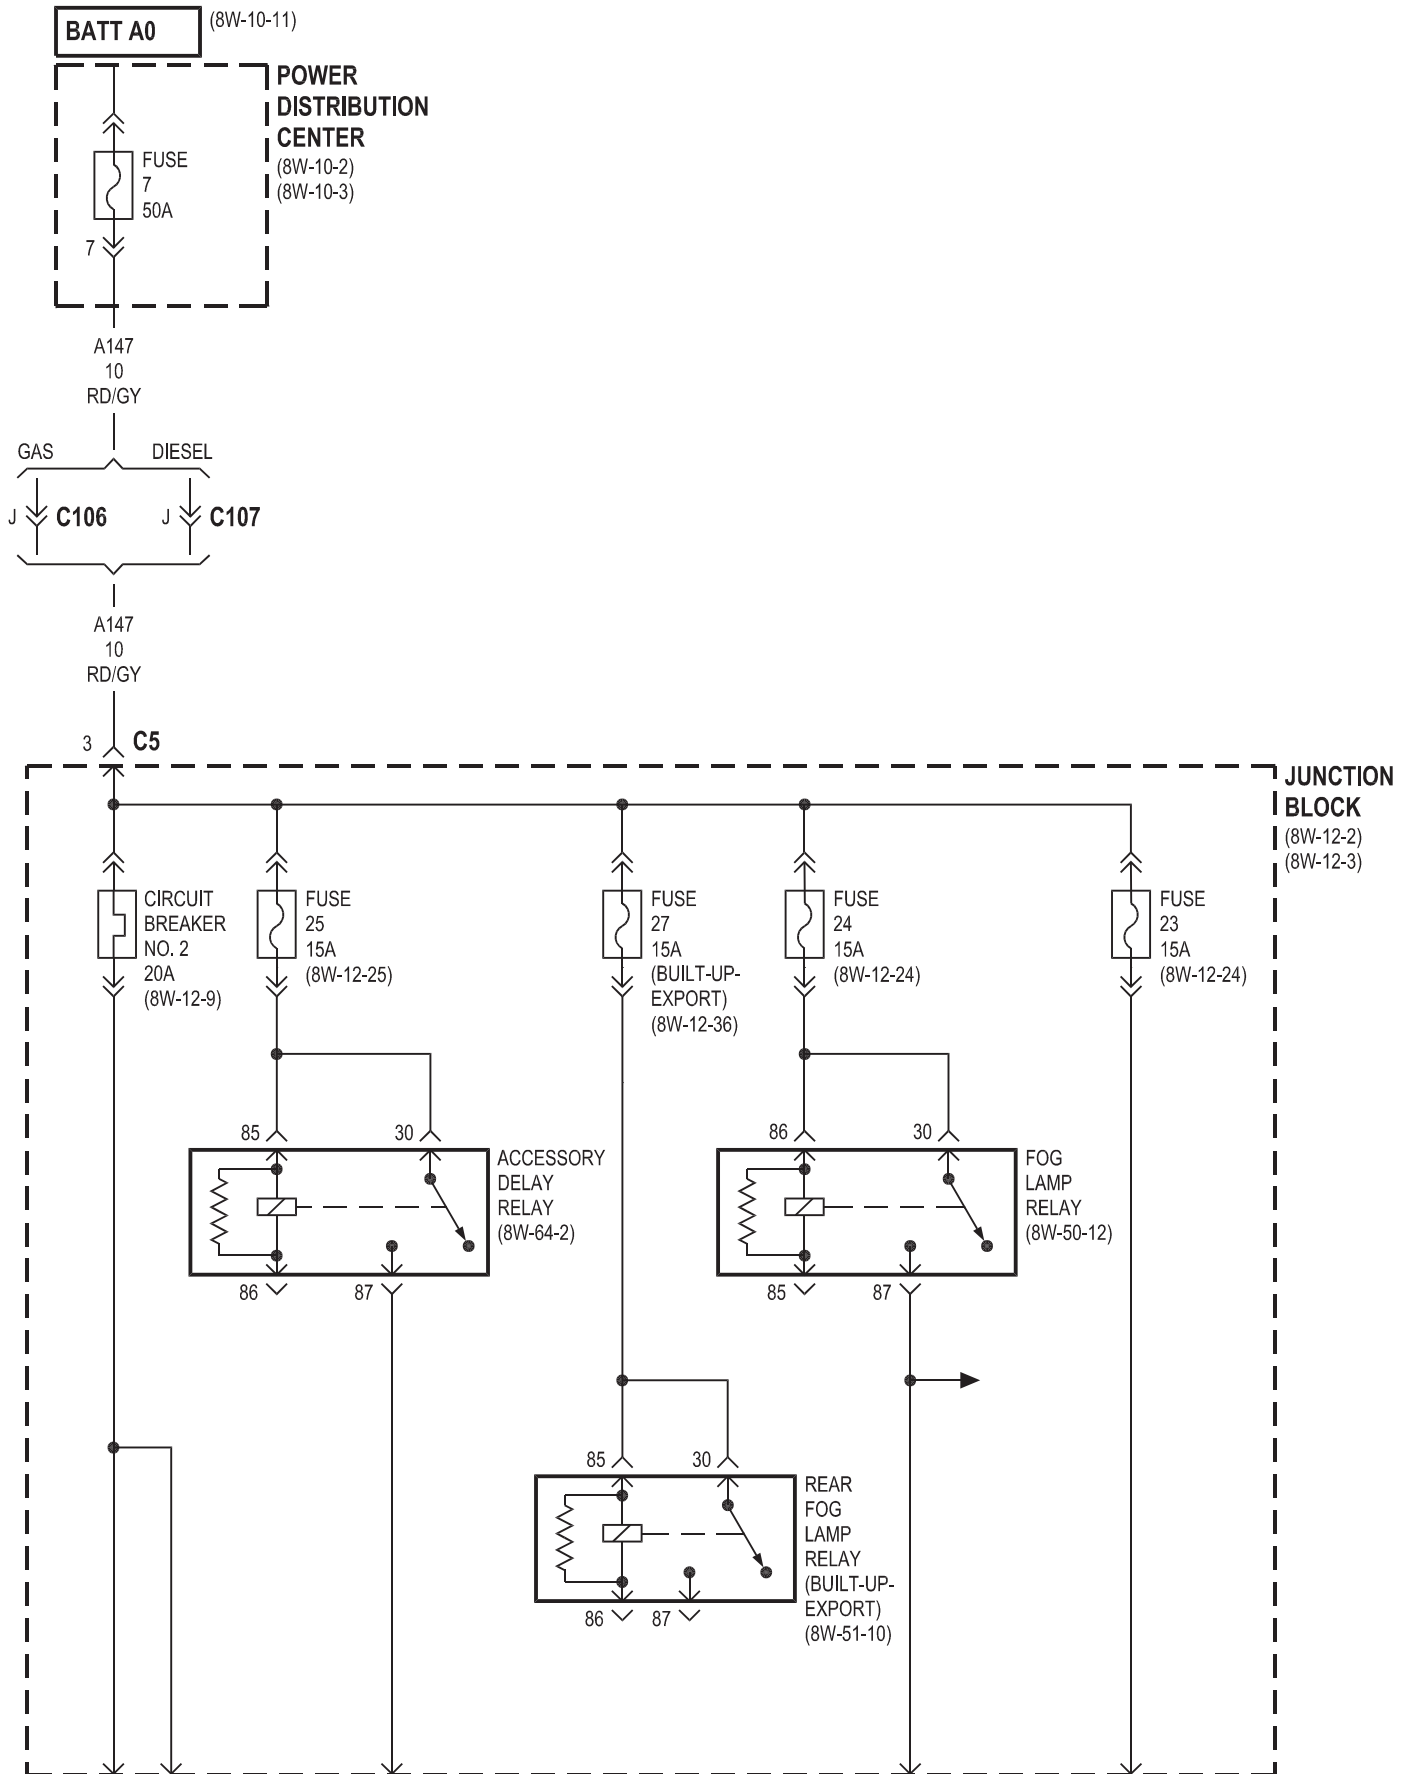 BATT A0
(8W-10-11)
POWER
DISTRIBUTION
CENTER
(8W-10-2)
(8W-10-3)
FUSE
7
50A
7
A147
10
RD/GY
GAS
DIESEL
J
C106
J
C107
A147
10
RD/GY
3
C5
JUNCTION
BLOCK
(8W-12-2)
(8W-12-3)
CIRCUIT
BREAKER
NO. 2
20A
(8W-12-9)
FUSE
25
15A
(8W-12-25)
FUSE
27
15A
(BUILT-UP-
EXPORT)
(8W-12-36)
FUSE
24
15A
(8W-12-24)
FUSE
23
15A
(8W-12-24)
85
30
ACCESSORY
DELAY
RELAY
(8W-64-2)
86
87
86
30
FOG
LAMP
RELAY
(8W-50-12)
85
87
85
30
REAR
FOG
LAMP
RELAY
(BUILT-UP-
EXPORT)
(8W-51-10)
86
87